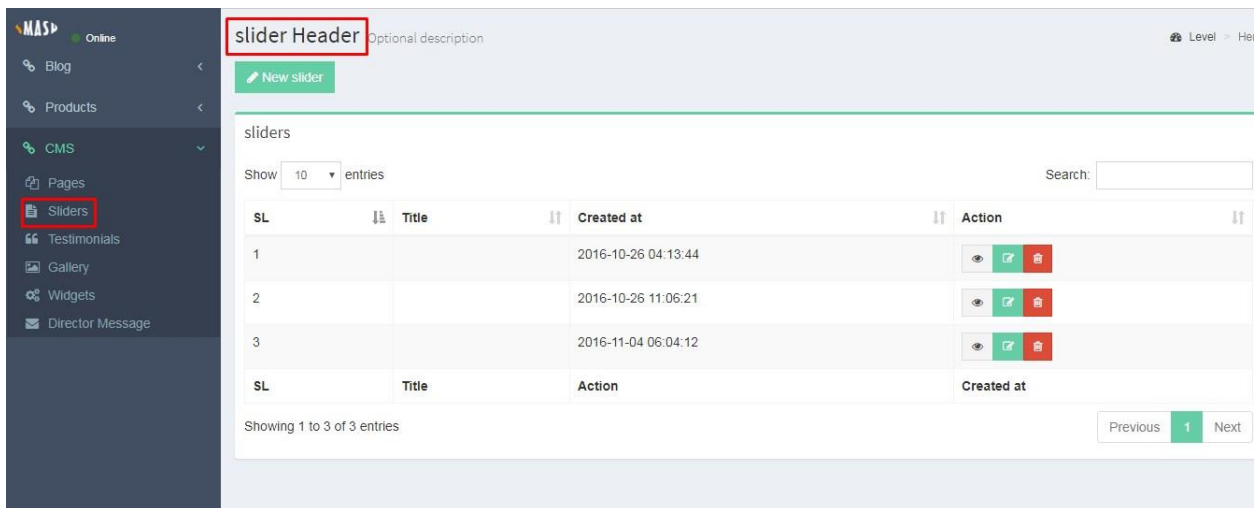 MASP
Online
Blog
Products
CMS
Pages
Sliders
Testimonials
Gallery
Widgets
Director Message
slider Header Optional description
Level > Her
New slider
sliders
Show 10 entries
Search:
SL Title Created at Action
1 2016-10-26 04:13:44
2 2016-10-26 11:06:21
3 2016-11-04 06:04:12
SL Title Action Created at
Showing 1 to 3 of 3 entries
Previous 1 Next